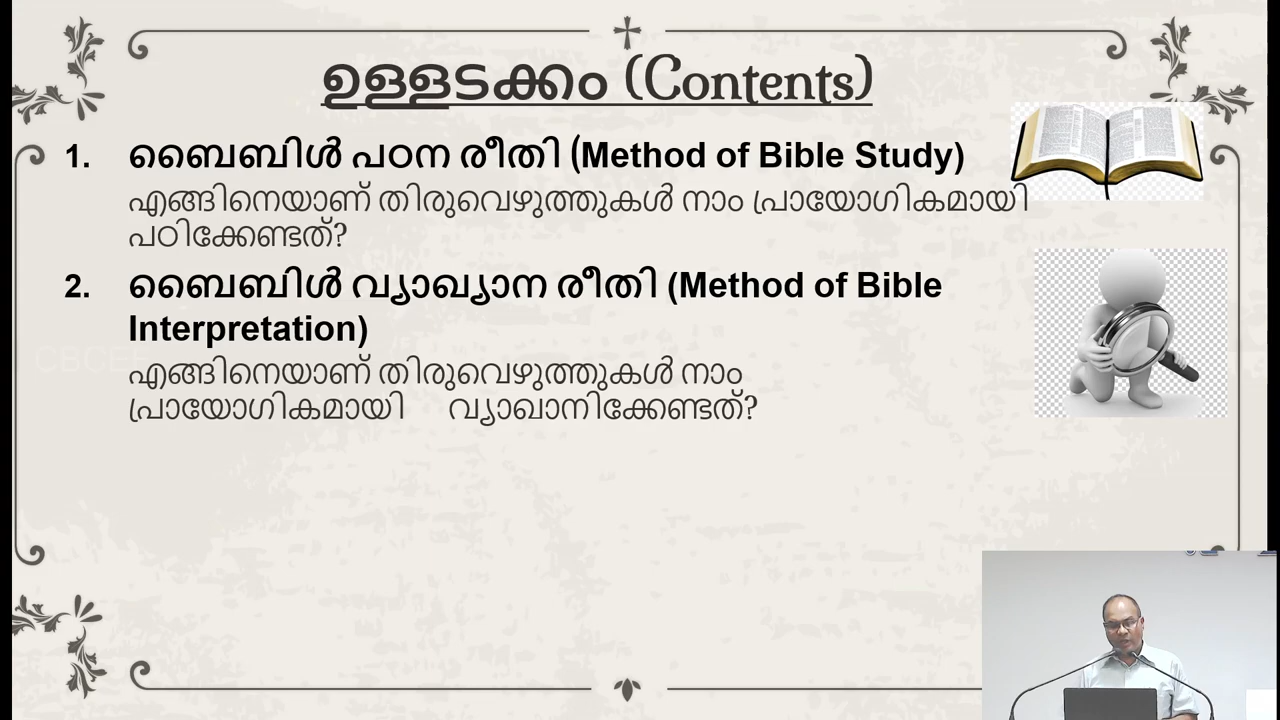 ഉള്ളടക്കം (Contents)
1. ബൈബിൾ പഠന രീതി (Method of Bible Study)
എങ്ങിനെയാണ് തിരുവെഴുത്തുകൾ നാം പ്രായോഗികമായി
പഠിക്കേണ്ടത്?
2. ബൈബിൾ വ്യാഖ്യാന രീതി (Method of Bible
Interpretation)
CBCEE
എങ്ങിനെയാണ് തിരുവെഴുത്തുകൾ നാം
പ്രായോഗികമായി വ്യാഖാനിക്കേണ്ടത്?